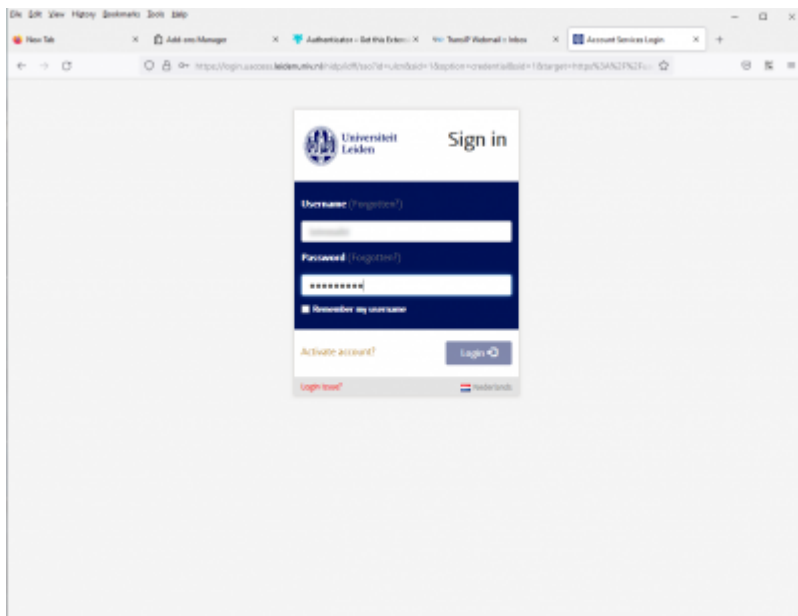 File Edit View History Bookmarks Tools Help
New Tab
Add-ons Manager
Authenticator – Get this Exten
TransIP Webmail :: Inbox
Account Services Login
Universiteit
Leiden
Sign in
Username (Forgotten?)
Password (Forgotten?)
Remember my username
Activate account?
Login
Login issue?
Nederlands